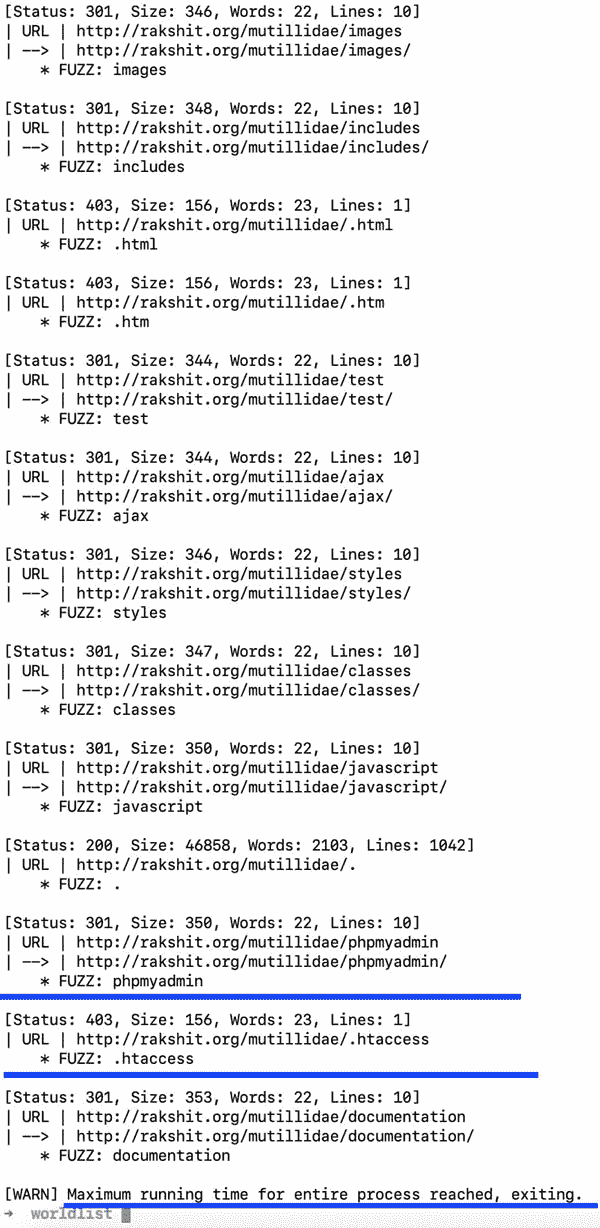 [Status: 301, Size: 346, Words: 22, Lines: 10]
| URL | http://rakshit.org/mutillidae/images
| --> | http://rakshit.org/mutillidae/images/
* FUZZ: images
[Status: 301, Size: 348, Words: 22, Lines: 10]
| URL | http://rakshit.org/mutillidae/includes
| --> | http://rakshit.org/mutillidae/includes/
* FUZZ: includes
[Status: 403, Size: 156, Words: 23, Lines: 1]
| URL | http://rakshit.org/mutillidae/.html
* FUZZ: .html
[Status: 403, Size: 156, Words: 23, Lines: 1]
| URL | http://rakshit.org/mutillidae/.htm
* FUZZ: .htm
[Status: 301, Size: 344, Words: 22, Lines: 10]
| URL | http://rakshit.org/mutillidae/test
| --> | http://rakshit.org/mutillidae/test/
* FUZZ: test
[Status: 301, Size: 344, Words: 22, Lines: 10]
| URL | http://rakshit.org/mutillidae/ajax
| --> | http://rakshit.org/mutillidae/ajax/
* FUZZ: ajax
[Status: 301, Size: 346, Words: 22, Lines: 10]
| URL | http://rakshit.org/mutillidae/styles
| --> | http://rakshit.org/mutillidae/styles/
* FUZZ: styles
[Status: 301, Size: 347, Words: 22, Lines: 10]
| URL | http://rakshit.org/mutillidae/classes
| --> | http://rakshit.org/mutillidae/classes/
* FUZZ: classes
[Status: 301, Size: 350, Words: 22, Lines: 10]
| URL | http://rakshit.org/mutillidae/javascript
| --> | http://rakshit.org/mutillidae/javascript/
* FUZZ: javascript
[Status: 200, Size: 46858, Words: 2103, Lines: 1042]
| URL | http://rakshit.org/mutillidae/.
* FUZZ: .
[Status: 301, Size: 350, Words: 22, Lines: 10]
| URL | http://rakshit.org/mutillidae/phpmyadmin
| --> | http://rakshit.org/mutillidae/phpmyadmin/
* FUZZ: phpmyadmin
[Status: 403, Size: 156, Words: 23, Lines: 1]
| URL | http://rakshit.org/mutillidae/.htaccess
* FUZZ: .htaccess
[Status: 301, Size: 353, Words: 22, Lines: 10]
| URL | http://rakshit.org/mutillidae/documentation
| --> | http://rakshit.org/mutillidae/documentation/
* FUZZ: documentation
[WARN] Maximum running time for entire process reached, exiting.
→ worldlist